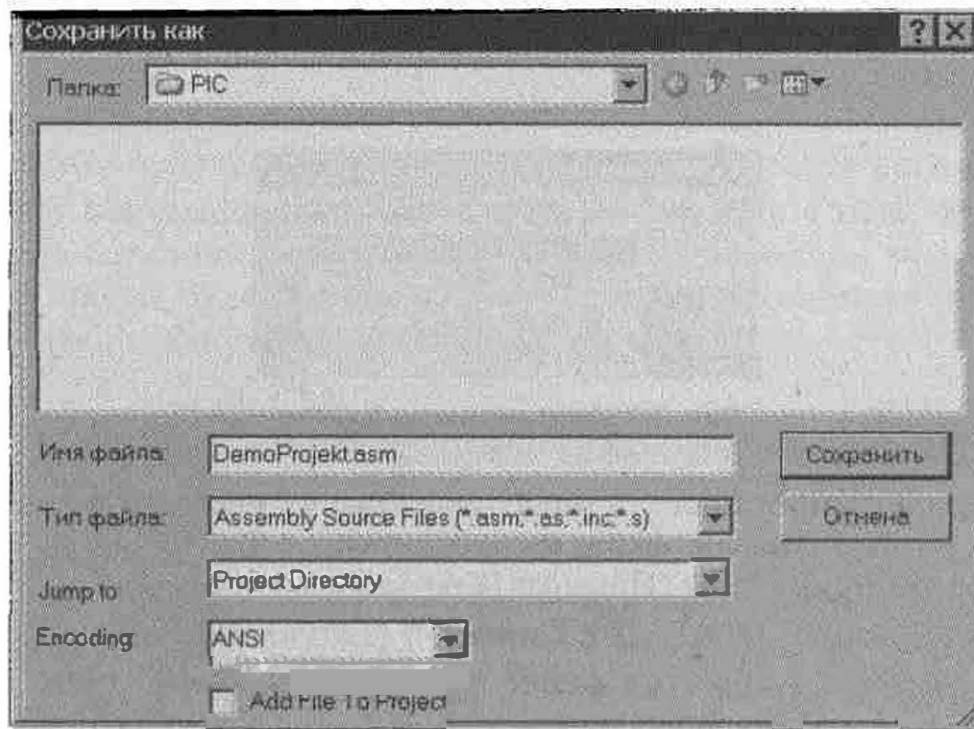 Сохранить как
Папка: PIC
Имя файла: DemoProjekt.asm Сохранить
Тип файла: Assembly Source Files (*.asm;*.as;*.inc;*.s) Отмена
Jump to: Project Directory
Encoding: ANSI
Add File To Project